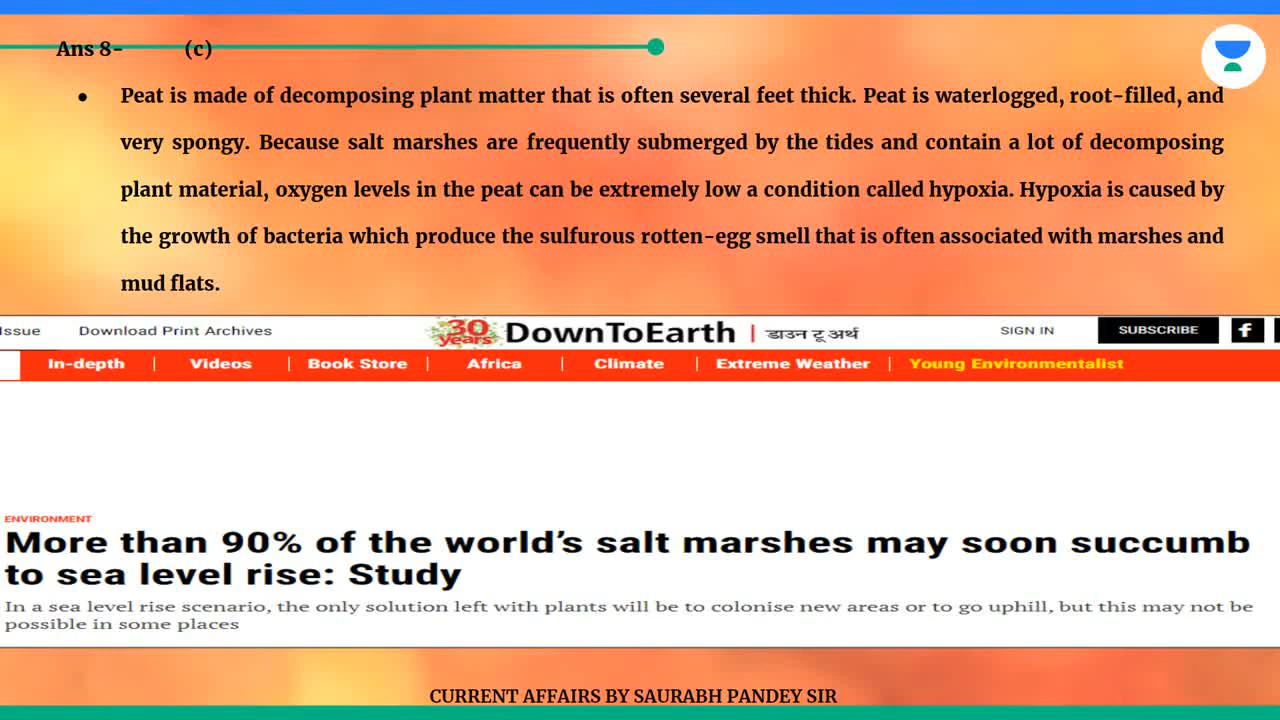 Ans 8- (c)
● Peat is made of decomposing plant matter that is often several feet thick. Peat is waterlogged, root-filled, and
very spongy. Because salt marshes are frequently submerged by the tides and contain a lot of decomposing
plant material, oxygen levels in the peat can be extremely low a condition called hypoxia. Hypoxia is caused by
the growth of bacteria which produce the sulfurous rotten-egg smell that is often associated with marshes and
mud flats.
Issue Download Print Archives 30 years DownToEarth | डाउन टू अर्थ SIGN IN SUBSCRIBE f
In-depth | Videos | Book Store | Africa | Climate | Extreme Weather | Young Environmentalist
ENVIRONMENT
More than 90% of the world’s salt marshes may soon succumb
to sea level rise: Study
In a sea level rise scenario, the only solution left with plants will be to colonise new areas or to go uphill, but this may not be
possible in some places
CURRENT AFFAIRS BY SAURABH PANDEY SIR